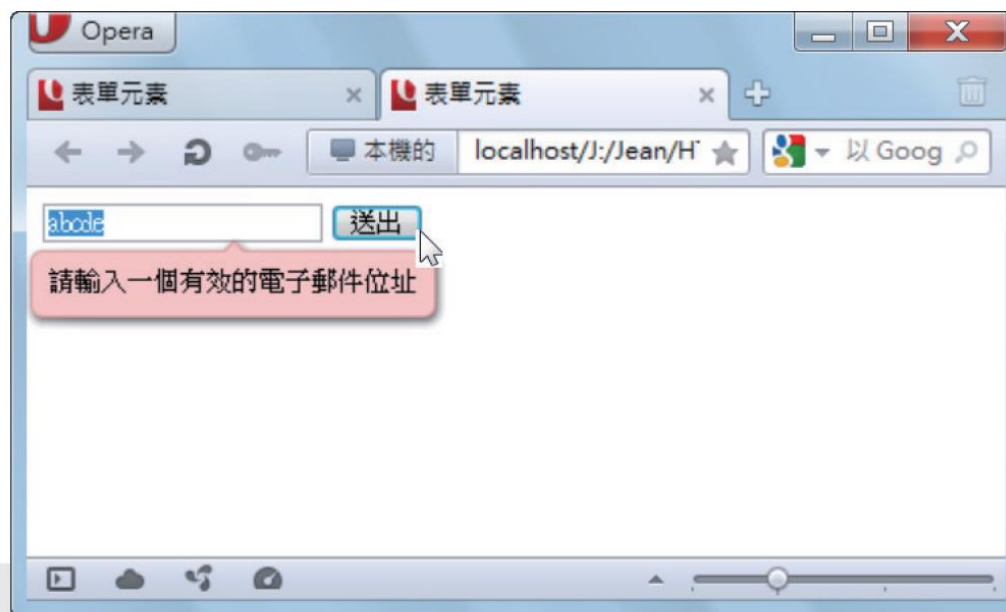 Opera
表單元素
表單元素
本機的 localhost/J:/Jean/H 以 Goog
abcde 送出
請輸入一個有效的電子郵件位址